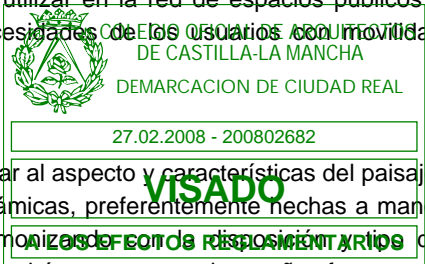 utilizar en la red de espacios públicos
COLEGIO OFICIAL DE ARQUITECTOS
necesidades de los usuarios con movilida
DE CASTILLA-LA MANCHA
DEMARCACION DE CIUDAD REAL
27.02.2008 - 200802682
ar al aspecto y características del paisaj
VISADO
ámicas, preferentemente hechas a man
monizando con la disposición y tipo d
A LOS EFECTOS REGLAMENTARIOS